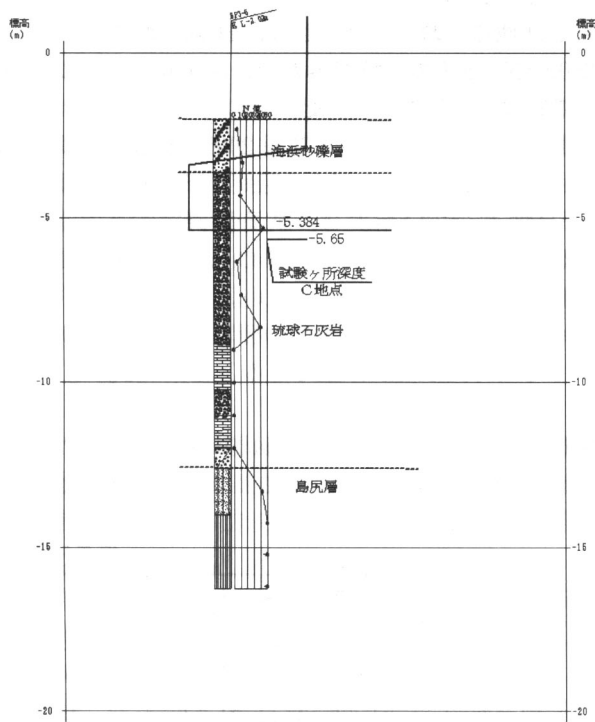 標高
(m)
標高
(m)
0
0
N 値
海浜砂礫層
-5
-5.384
-5
-5.65
試験ヶ所深度
C地点
琉球石灰岩
-10
-10
島尻層
-15
-15
-20
-20